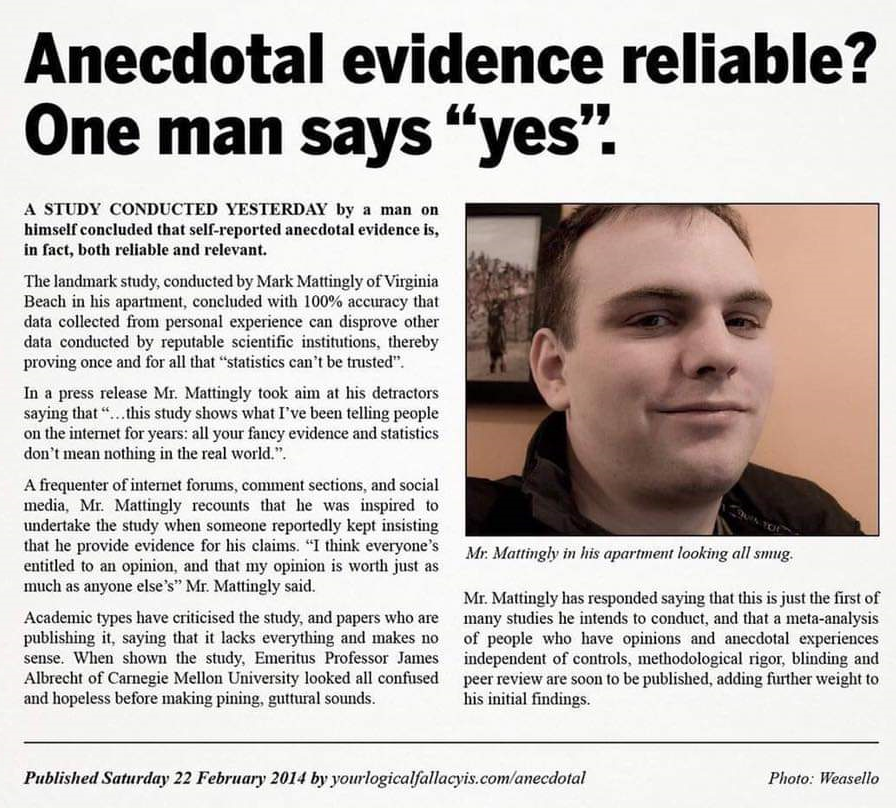 Anecdotal evidence reliable?
One man says “yes”.
A STUDY CONDUCTED YESTERDAY by a man on
himself concluded that self-reported anecdotal evidence is,
in fact, both reliable and relevant.
The landmark study, conducted by Mark Mattingly of Virginia
Beach in his apartment, concluded with 100% accuracy that
data collected from personal experience can disprove other
data conducted by reputable scientific institutions, thereby
proving once and for all that “statistics can’t be trusted”.
In a press release Mr. Mattingly took aim at his detractors
saying that “…this study shows what I’ve been telling people
on the internet for years: all your fancy evidence and statistics
don’t mean nothing in the real world.”.
A frequenter of internet forums, comment sections, and social
media, Mr. Mattingly recounts that he was inspired to
undertake the study when someone reportedly kept insisting
that he provide evidence for his claims. “I think everyone’s
entitled to an opinion, and that my opinion is worth just as
much as anyone else’s” Mr. Mattingly said.
Academic types have criticised the study, and papers who are
publishing it, saying that it lacks everything and makes no
sense. When shown the study, Emeritus Professor James
Albrecht of Carnegie Mellon University looked all confused
and hopeless before making pining, guttural sounds.
Mr. Mattingly in his apartment looking all smug.
Mr. Mattingly has responded saying that this is just the first of
many studies he intends to conduct, and that a meta-analysis
of people who have opinions and anecdotal experiences
independent of controls, methodological rigor, blinding and
peer review are soon to be published, adding further weight to
his initial findings.
Published Saturday 22 February 2014 by yourlogicalfallacyis.com/anecdotal
Photo: Weasello